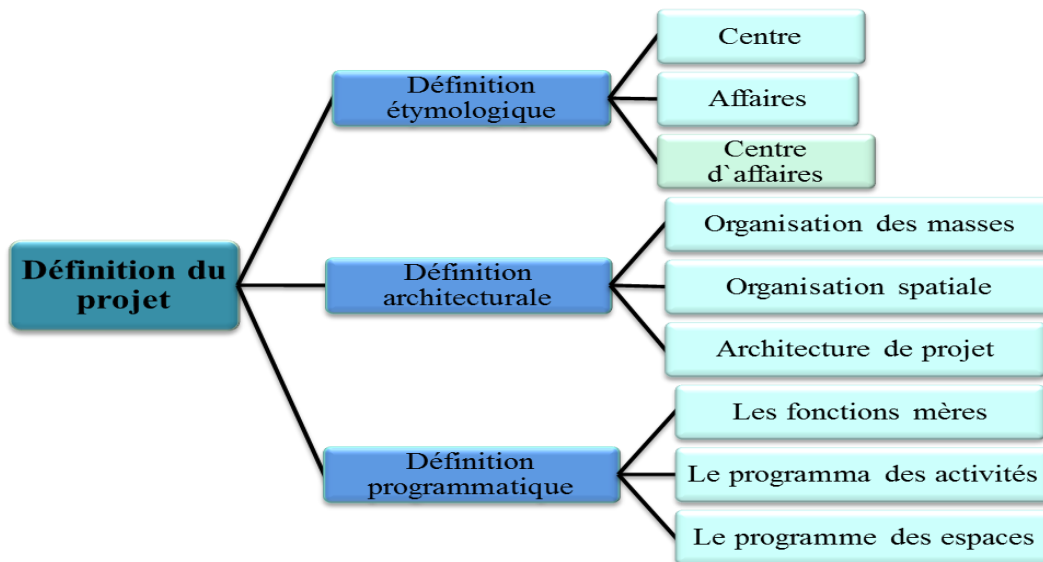 Définition du
projet
Définition
étymologique
Centre
Affaires
Centre
d`affaires
Définition
architecturale
Organisation des masses
Organisation spatiale
Architecture de projet
Définition
programmatique
Les fonctions mères
Le programma des activités
Le programme des espaces